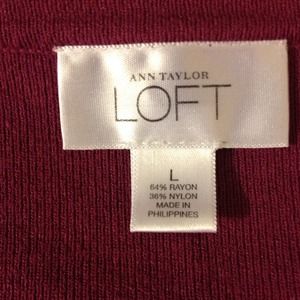 ANN TAYLOR
LOFT
L
64% RAYON
36% NYLON
MADE IN
PHILIPPINES